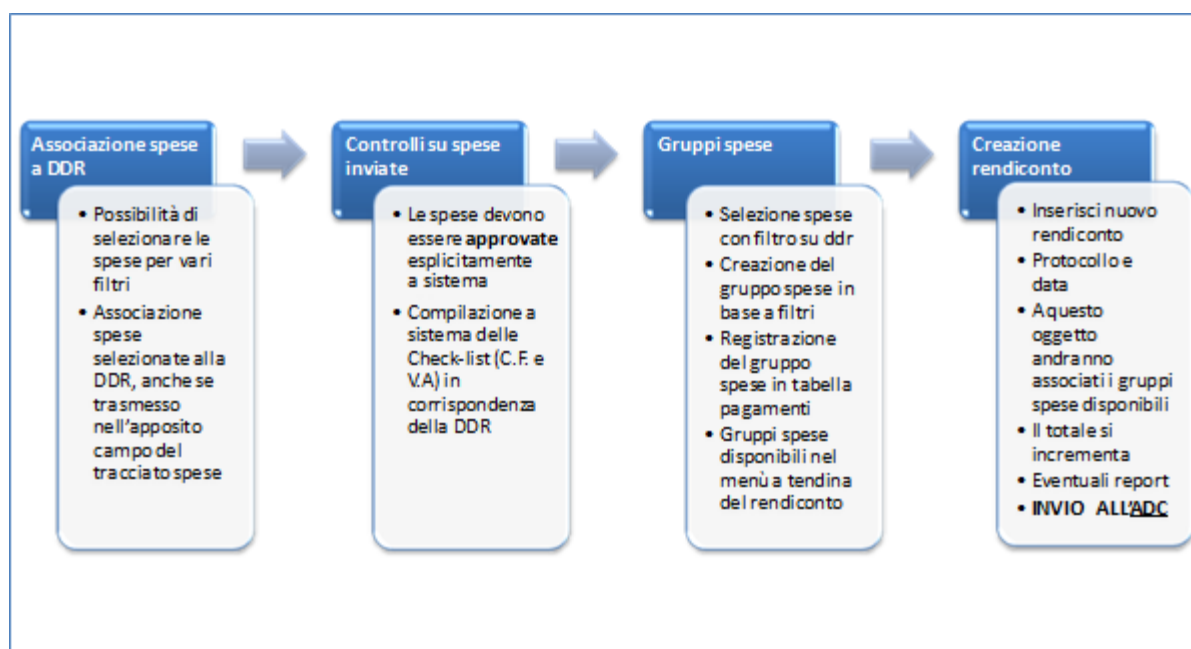 Associazione spese
a DDR
• Possibilità di
selezionare le
spese per vari
filtri
• Associazione
spese
selezionate alla
DDR, anche se
trasmesso
nell'apposito
campo del
tracciato spese
Controlli su spese
inviate
• Le spese devono
essere approvate
esplicitamente
a sistema
• Compilazione a
sistema delle
Check-list (C.F. e
V.A) in
corrispondenza
della DDR
Gruppi spese
• Selezione spese
con filtro su ddr
• Creazione del
gruppo spese in
base a filtri
• Registrazione
del gruppo
spese in tabella
pagamenti
• Gruppi spese
disponibili nel
menù a tendina
del rendiconto
Creazione
rendiconto
• Inserisci nuovo
rendiconto
• Protocollo e
data
• A questo
oggetto
andranno
associati i gruppi
spese disponibili
• Il totale si
incrementa
• Eventuali report
• INVIO ALL'ADC